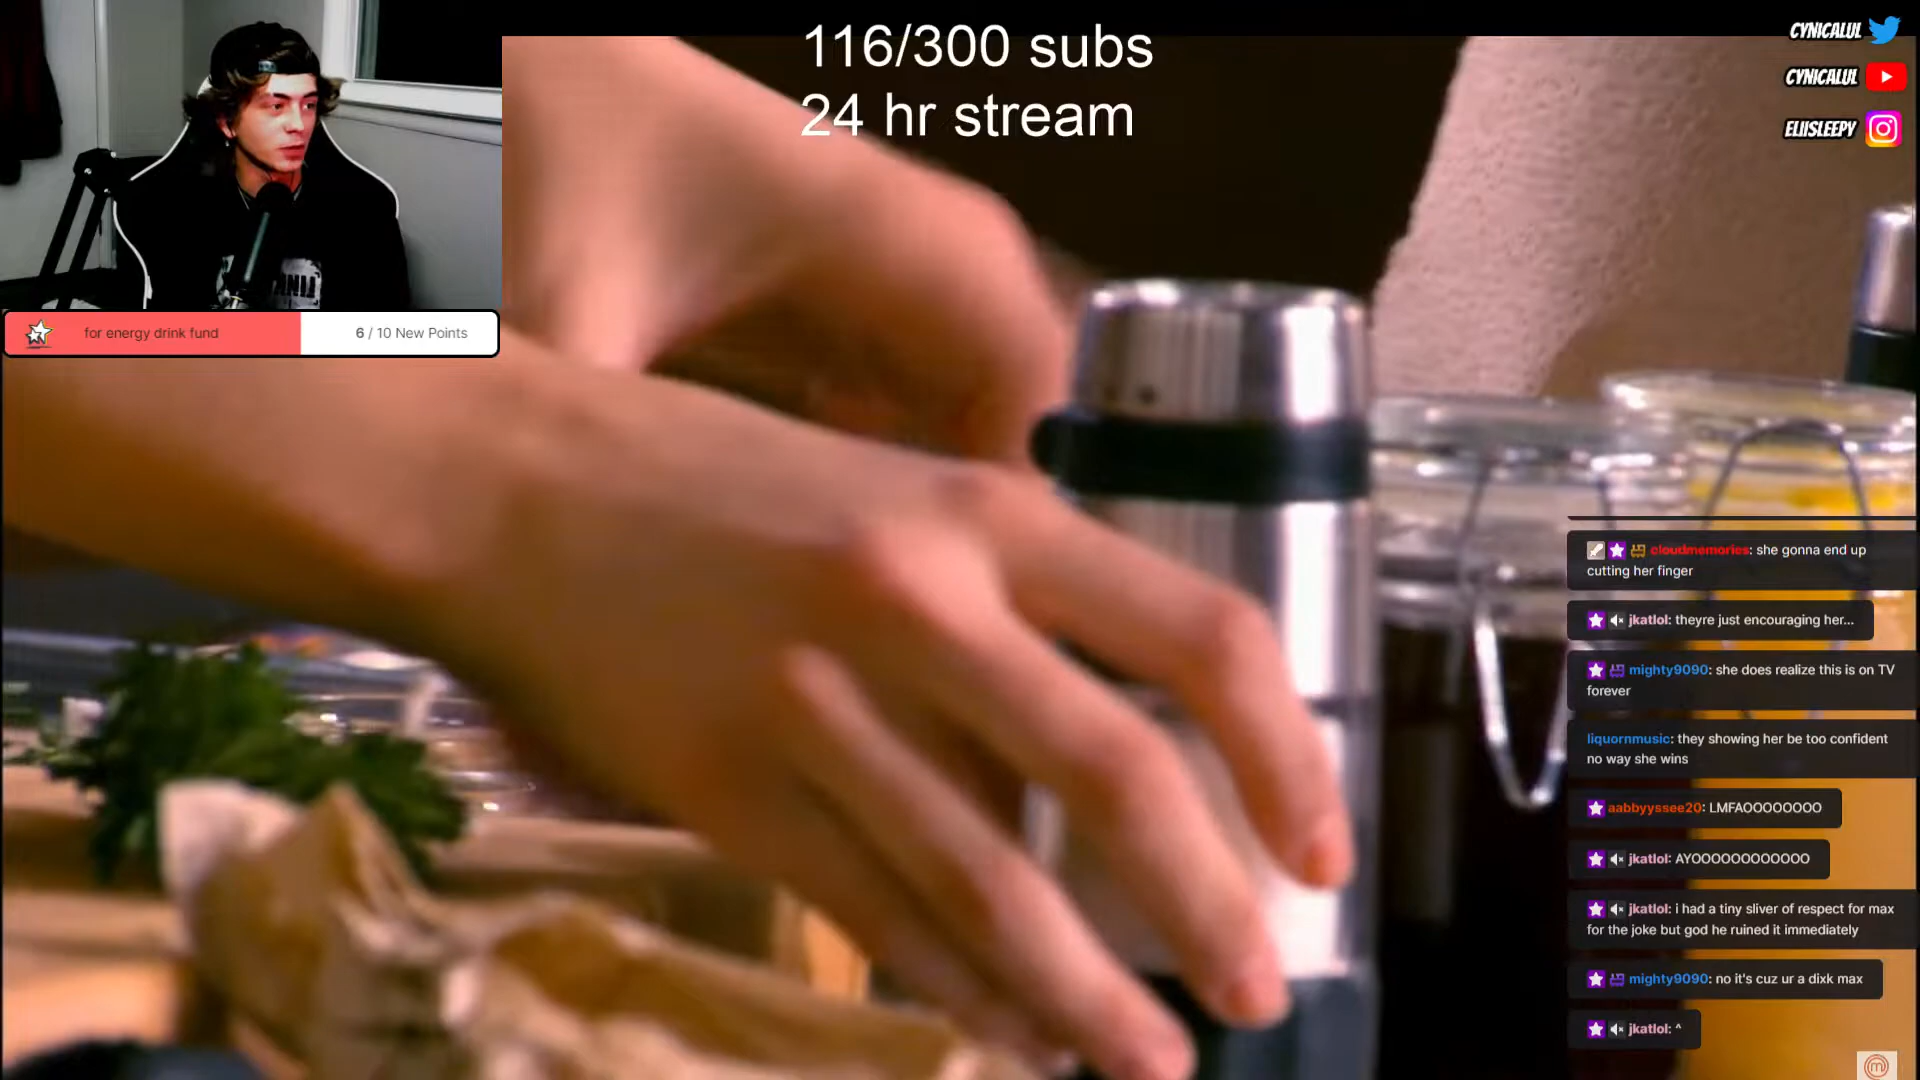 116/300 subs
24 hr stream
CYNICALUL
CYNICALUL
ELIISLEEPY
for energy drink fund
6 / 10 New Points
cloudmemories: she gonna end up
cutting her finger
jkatlol: theyre just encouraging her...
mighty9090: she does realize this is on TV
forever
liquornmusic: they showing her be too confident
no way she wins
aabbyyssee20: LMFAOOOOOOOO
jkatlol: AYOOOOOOOOOOOO
jkatlol: i had a tiny sliver of respect for max
for the joke but god he ruined it immediately
mighty9090: no it's cuz ur a dixk max
jkatlol: ^